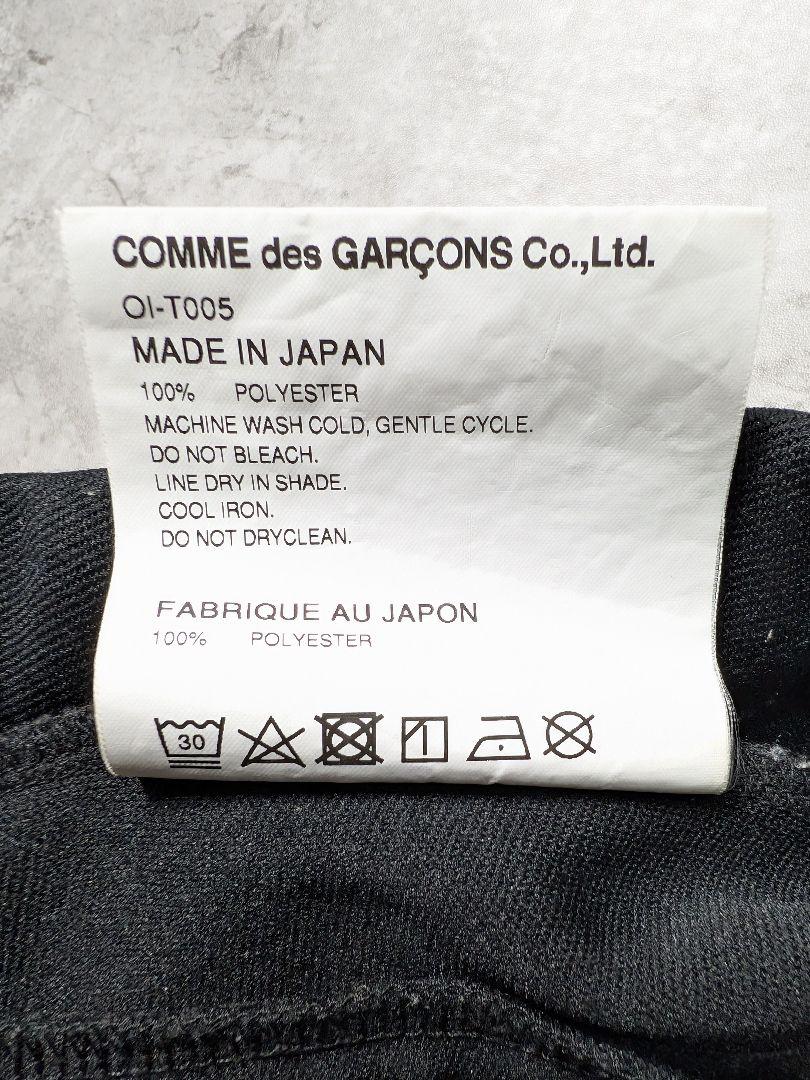 COMME des GARÇONS Co.,Ltd.
OI-T005
MADE IN JAPAN
100% POLYESTER
MACHINE WASH COLD, GENTLE CYCLE.
DO NOT BLEACH.
LINE DRY IN SHADE.
COOL IRON.
DO NOT DRYCLEAN.
FABRIQUE AU JAPON
100% POLYESTER
30